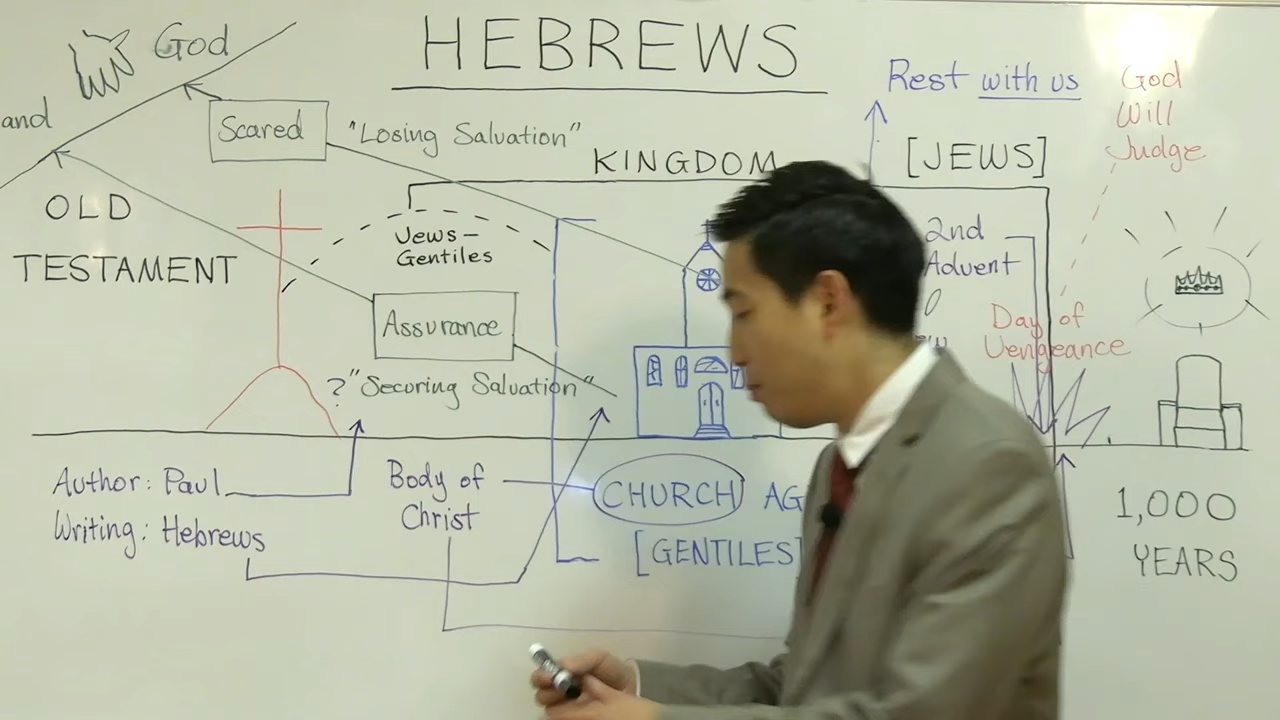 HEBREWS
God
and
Scared
"Losing Salvation"
Rest with us
God
Will
Judge
KINGDOM
[JEWS]
OLD
TESTAMENT
Jews-
Gentiles
2nd
Advent
Assurance
Day of
Vengeance
? "Securing Salvation"
Author: Paul
Writing: Hebrews
Body of
Christ
CHURCH AG
[GENTILES]
1,000
YEARS